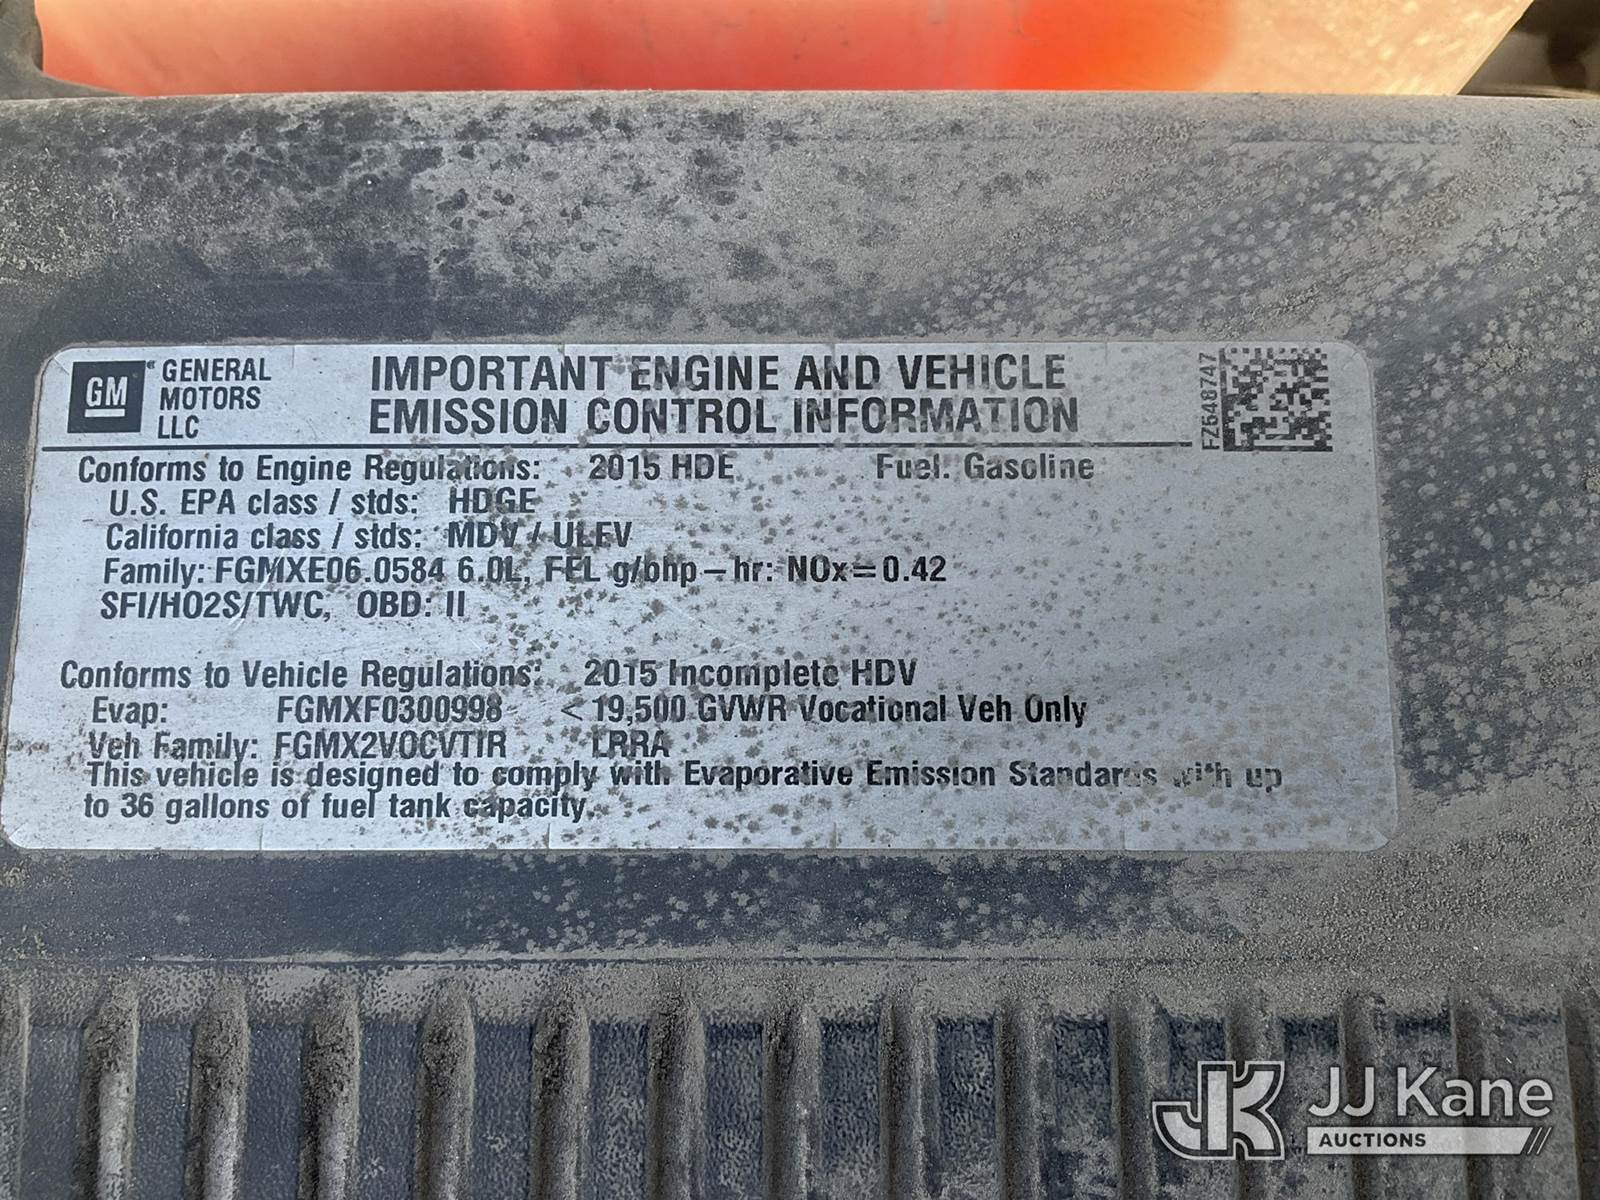 GM
GENERAL
MOTORS
LLC
IMPORTANT ENGINE AND VEHICLE
EMISSION CONTROL INFORMATION
FZ648747
Conforms to Engine Regulations: 2015 HDE Fuel: Gasoline
U.S. EPA class / stds: HDGE
California class / stds: MDV / ULEV
Family: FGMXE06.0584 6.0L, FEL g/bhp-hr: NOx=0.42
SFI/HO2S/TWC, OBD: II
Conforms to Vehicle Regulations: 2015 Incomplete HDV
Evap: FGMXF0300998 < 19,500 GVWR Vocational Veh Only
Veh Family: FGMX2VOCVTIR LRRA
This vehicle is designed to comply with Evaporative Emission Standards with up
to 36 gallons of fuel tank capacity.
JK JJ Kane
AUCTIONS